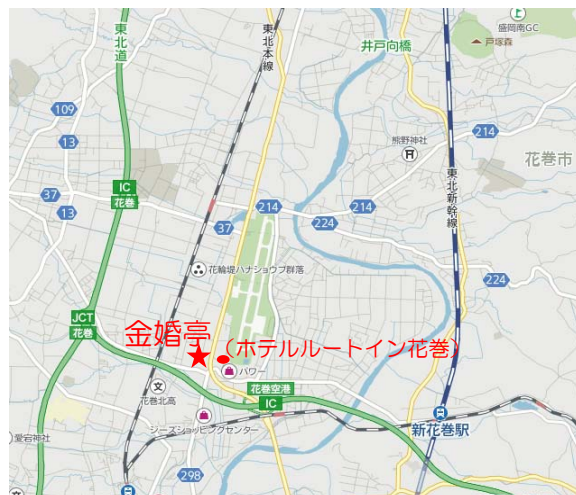 東北道
東北本線
盛岡南GC
戸塚森
井戸向橋
109
13
熊野神社
214
花巻市
東北新幹線
IC
花巻
37
13
37
214
214
224
224
花輪堤ハナショウブ群落
JCT
花巻
金婚亭
(ホテルルートイン花巻)
パワー
花巻北高
花巻空港
IC
ジーズショッピングセンター
新花巻駅
愛宕神社
298